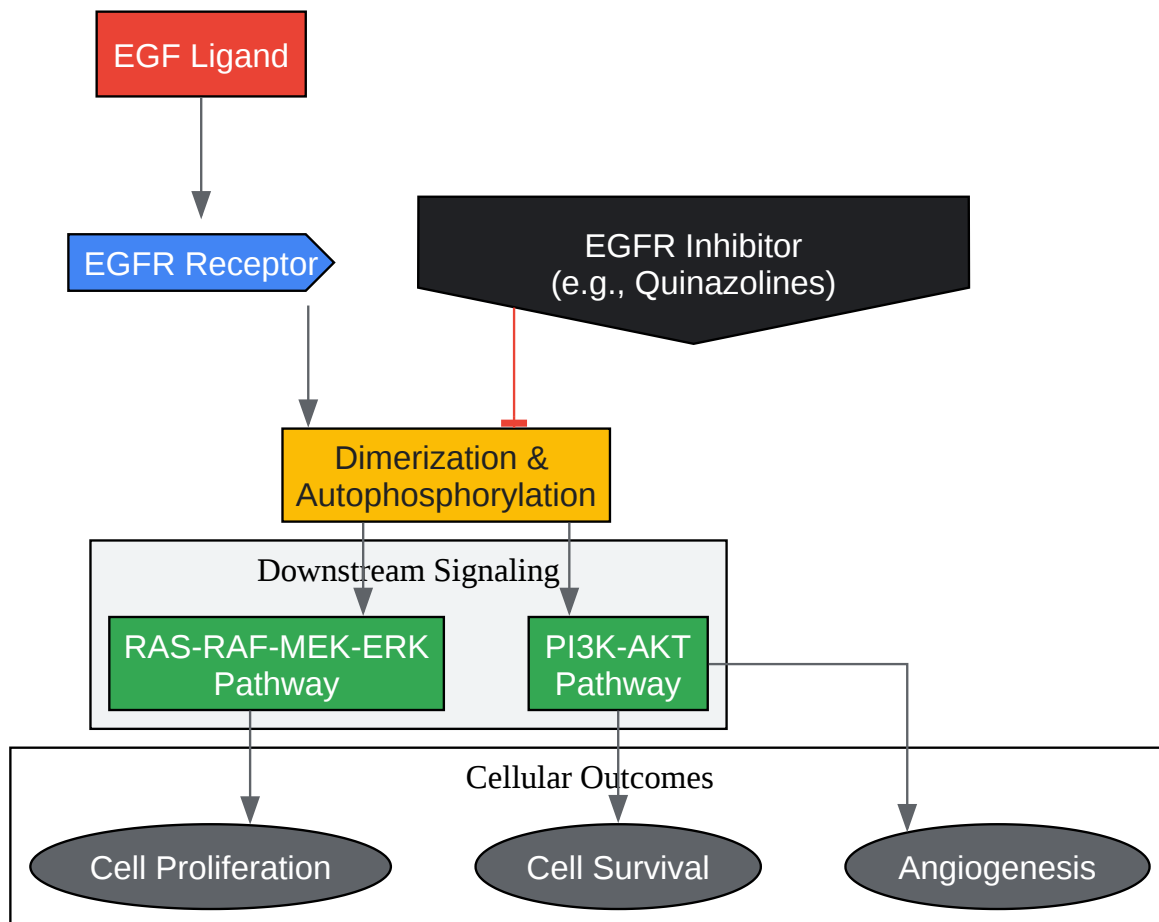 EGF Ligand
EGFR Receptor
EGFR Inhibitor
(e.g., Quinazolines)
Dimerization &
Autophosphorylation
Downstream Signaling
RAS-RAF-MEK-ERK
Pathway
PI3K-AKT
Pathway
Cellular Outcomes
Cell Proliferation
Cell Survival
Angiogenesis